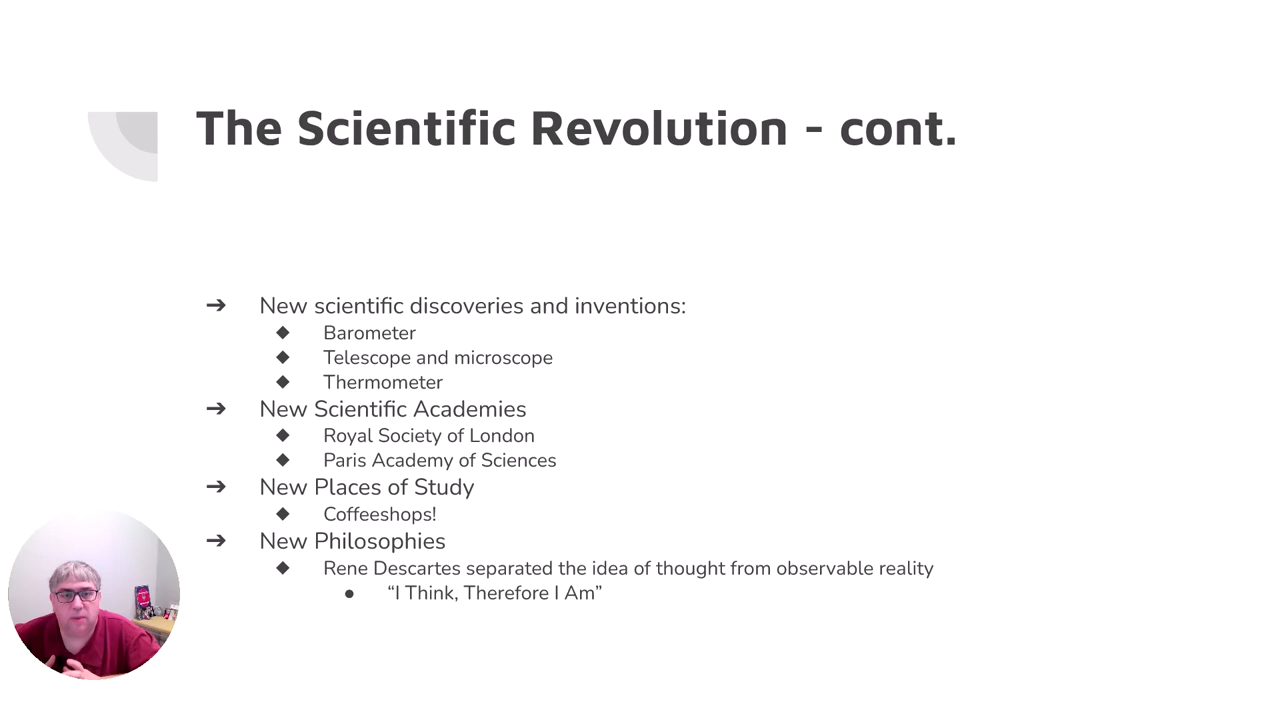 The Scientific Revolution - cont.
➔ New scientific discoveries and inventions:
◆ Barometer
◆ Telescope and microscope
◆ Thermometer
➔ New Scientific Academies
◆ Royal Society of London
◆ Paris Academy of Sciences
➔ New Places of Study
◆ Coffeeshops!
➔ New Philosophies
◆ Rene Descartes separated the idea of thought from observable reality
● “I Think, Therefore I Am”